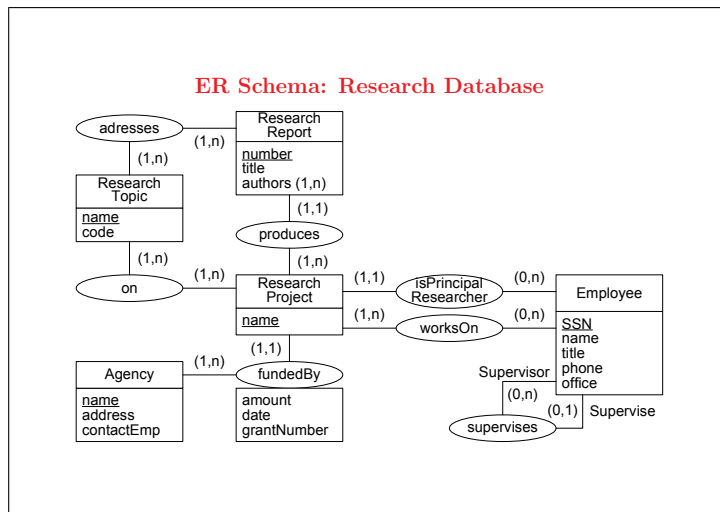 ER Schema: Research Database
adresses
(1,n)
(1,n)
Research
Report
number
title
authors (1,n)
Research
Topic
name
code
(1,1)
produces
(1,n)
(1,n)
on
(1,n)
Research
Project
name
(1,1)
isPrincipal
Researcher
(0,n)
(1,n)
worksOn
(0,n)
Employee
SSN
name
title
phone
office
(1,1)
Agency
name
address
contactEmp
(1,n)
fundedBy
amount
date
grantNumber
Supervisor
(0,n)
(0,1)
Supervise
supervises